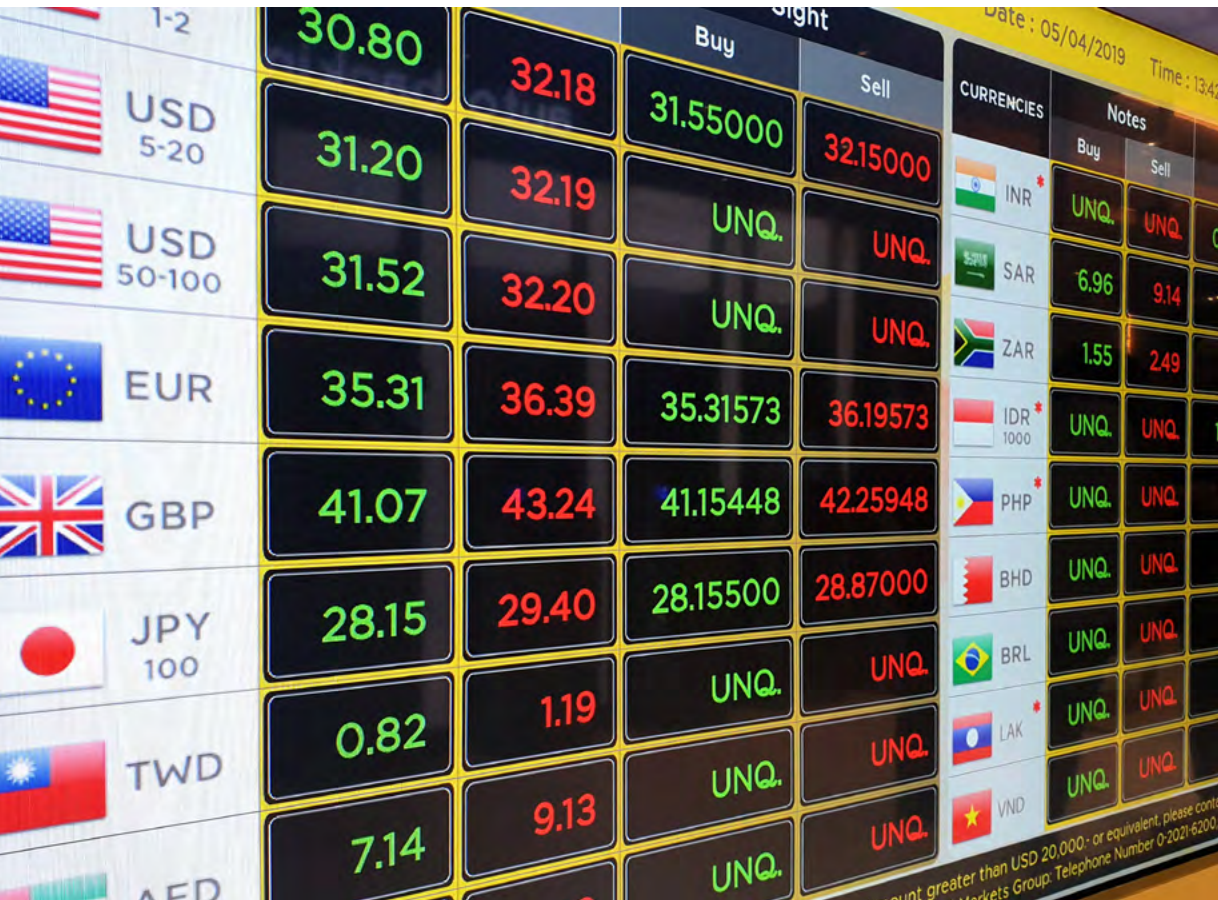 Sight
Buy
Sell
1-2
30.80 32.18 31.55000 32.15000
USD
5-20
31.20 32.19 UNQ. UNQ.
USD
50-100
31.52 32.20 UNQ. UNQ.
EUR 35.31 36.39 35.31573 36.19573
GBP 41.07 43.24 41.15448 42.25948
JPY
100
28.15 29.40 28.15500 28.87000
TWD 0.82 1.19 UNQ. UNQ.
AED 7.14 9.13 UNQ. UNQ.
UNQ. UNQ.
Date : 05/04/2019 Time : 13:42
CURRENCIES
Notes
Buy Sell
INR * UNQ. UNQ.
SAR 6.96 9.14
ZAR 1.55 2.49
IDR * UNQ. UNQ.
1000
PHP * UNQ. UNQ.
BHD UNQ. UNQ.
BRL UNQ. UNQ.
LAK * UNQ. UNQ.
VND UNQ. UNQ.
greater than USD 20,000.- or equivalent, please
Markets Group: Telephone Number 0-2021-6200,